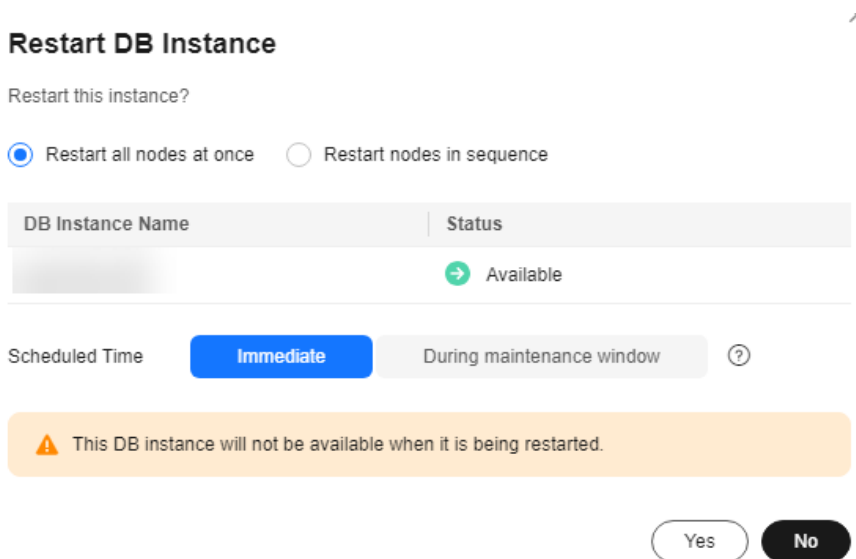 Restart DB Instance
Restart this instance?
Restart all nodes at once Restart nodes in sequence
DB Instance Name Status
Available
Scheduled Time Immediate During maintenance window ?
This DB instance will not be available when it is being restarted.
Yes No